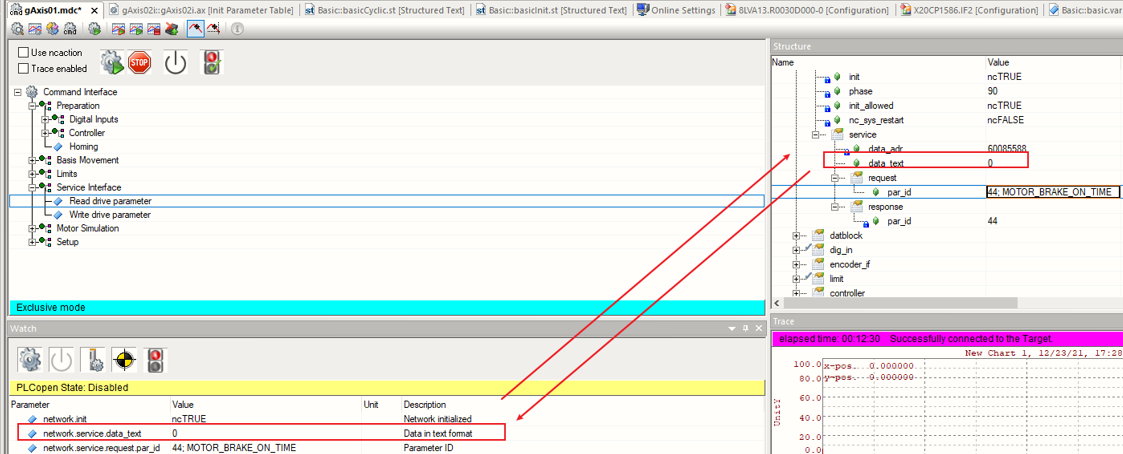 gAxis01.mdc* × gAxis02i::gAxis02i.ax [Init Parameter Table] Basic::basicCyclic.st [Structured Text] Basic::basicInit.st [Structured Text] Online Settings 8LVA13.R0030D000-0 [Configuration] X20CP1586.IF2 [Configuration] Basic::basic.var
cmd
Use ncaction
Trace enabled
STOP
Command Interface
Preparation
Digital Inputs
Controller
Homing
Basis Movement
Limits
Service Interface
Read drive parameter
Write drive parameter
Motor Simulation
Setup
Exclusive mode
Watch
PLCopen State: Disabled
Parameter Value Unit Description
network.init ncTRUE Network initialized
network.service.data_text 0 Data in text format
network.service.request.par_id 44; MOTOR_BRAKE_ON_TIME Parameter ID
Structure
Name Value
init ncTRUE
phase 90
init_allowed ncTRUE
nc_sys_restart ncFALSE
service
data_adr 60085588
data_text 0
request
par_id 44; MOTOR_BRAKE_ON_TIME
response
par_id 44
datblock
dig_in
encoder_if
limit
controller
Trace
elapsed time: 00:12:30 Successfully connected to the Target.
New Chart 1, 12/23/21, 17:28
100.0 x-pos. 0.000000
80.0 y-pos. 0.000000
60.0
40.0
20.0
0.0
UnitY